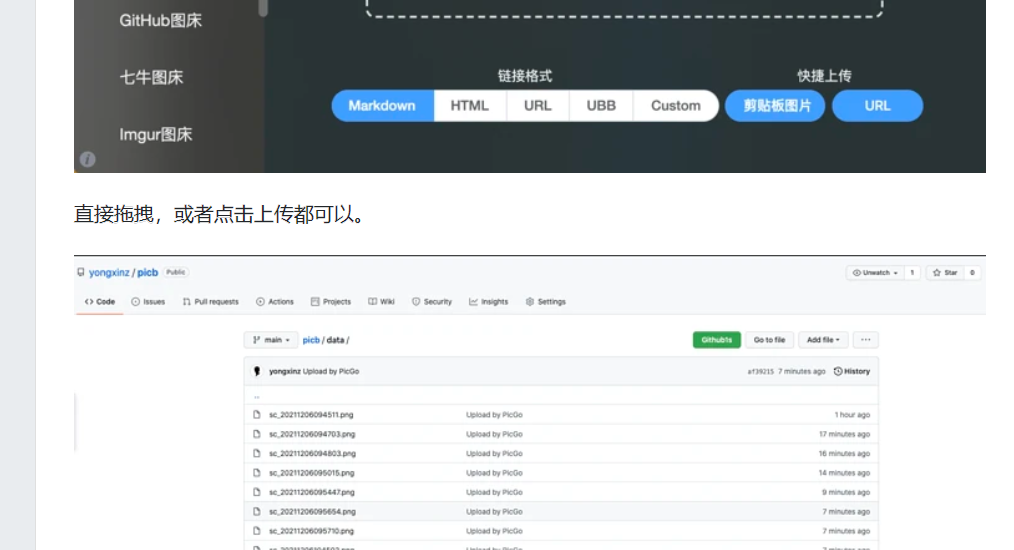 GitHub图床
七牛图床
Imgur图床
链接格式
快捷上传
Markdown HTML URL UBB Custom 剪贴板图片 URL
直接拖拽，或者点击上传都可以。
yongxinz / picb Public
Unwatch 1 Star 0
Code Issues Pull requests Actions Projects Wiki Security Insights Settings
main picb / data /
Github1s Go to file Add file ...
yongxinz Upload by PicGo af39215 7 minutes ago History
..
sc_20211206094511.png Upload by PicGo 1 hour ago
sc_20211206094703.png Upload by PicGo 17 minutes ago
sc_20211206094803.png Upload by PicGo 16 minutes ago
sc_20211206095015.png Upload by PicGo 14 minutes ago
sc_20211206095447.png Upload by PicGo 9 minutes ago
sc_20211206095654.png Upload by PicGo 7 minutes ago
sc_20211206095710.png Upload by PicGo 7 minutes ago